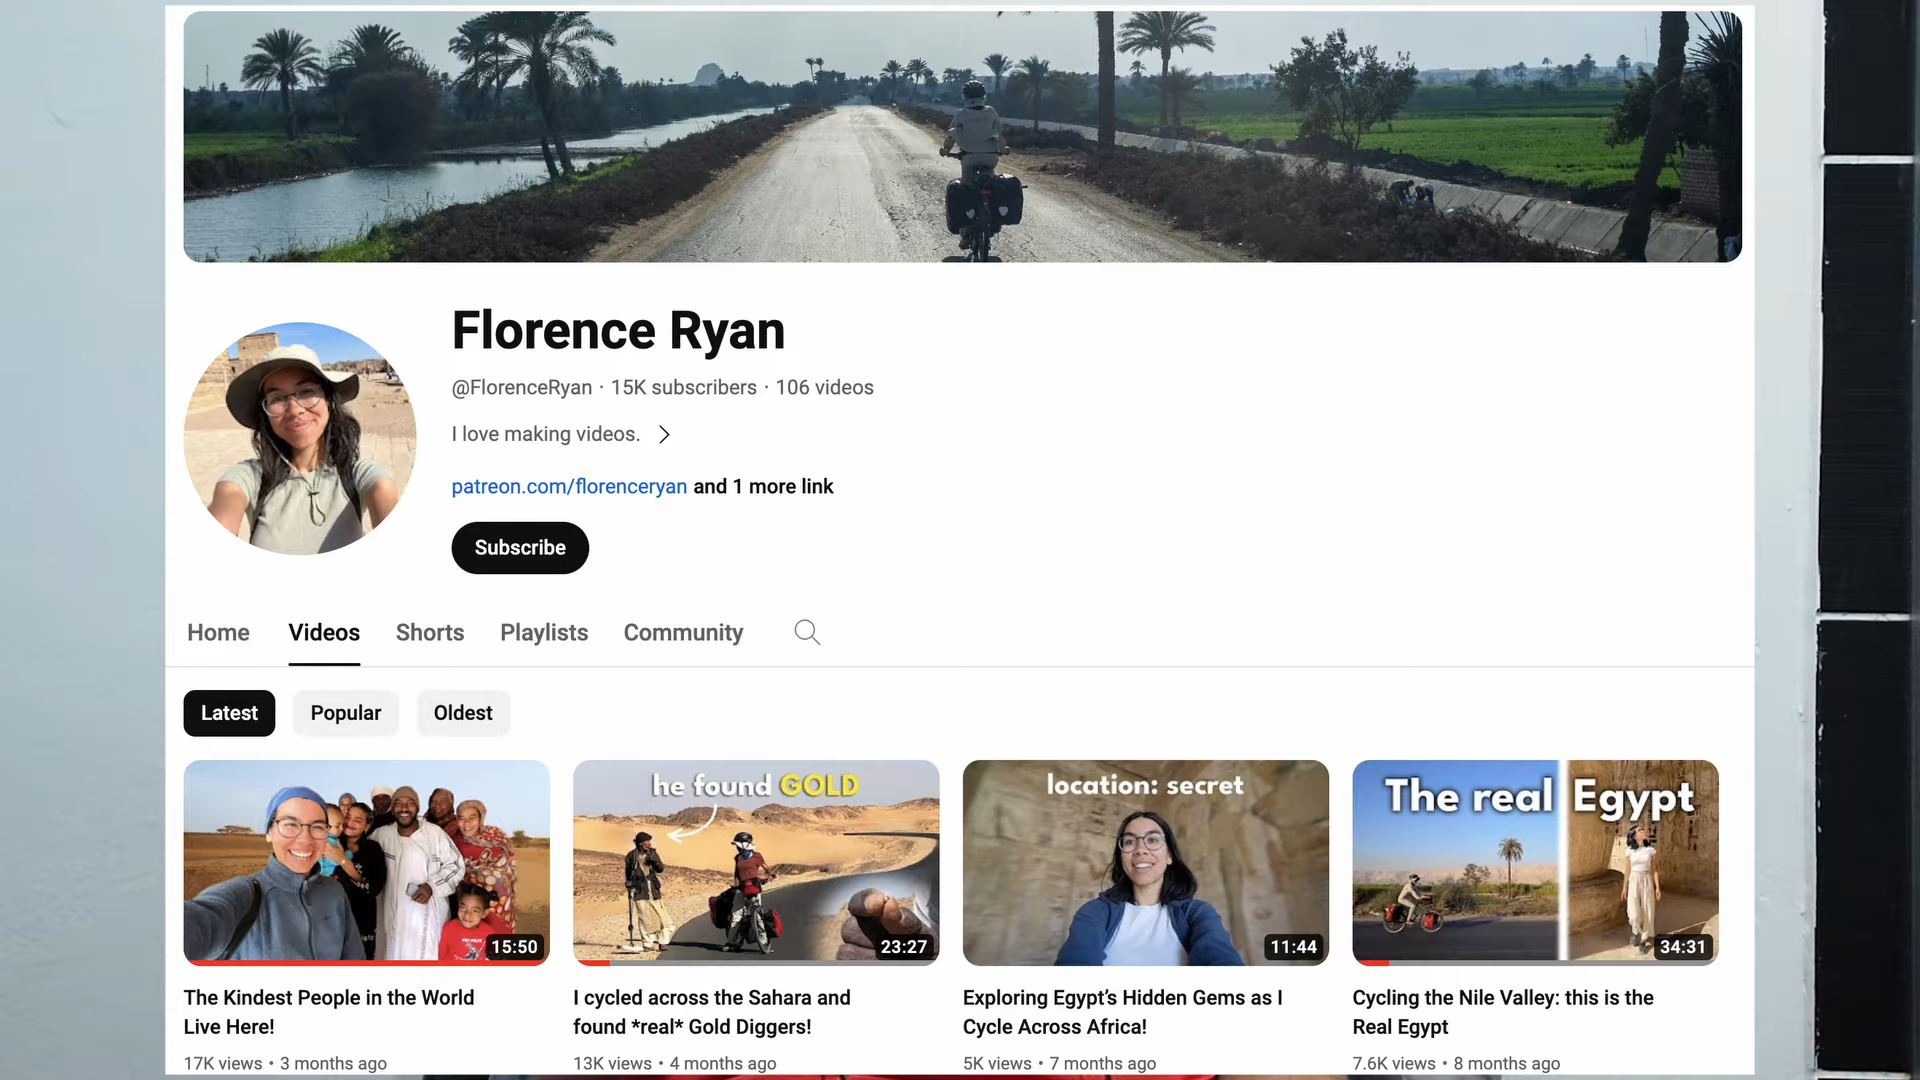 Florence Ryan
@FlorenceRyan · 15K subscribers · 106 videos
I love making videos.
patreon.com/florenceryan and 1 more link
Subscribe
Home Videos Shorts Playlists Community
Latest Popular Oldest
15:50
he found GOLD
23:27
location: secret
11:44
The real Egypt
34:31
The Kindest People in the World
Live Here!
17K views • 3 months ago
I cycled across the Sahara and
found *real* Gold Diggers!
13K views • 4 months ago
Exploring Egypt’s Hidden Gems as I
Cycle Across Africa!
5K views • 7 months ago
Cycling the Nile Valley: this is the
Real Egypt
7.6K views • 8 months ago